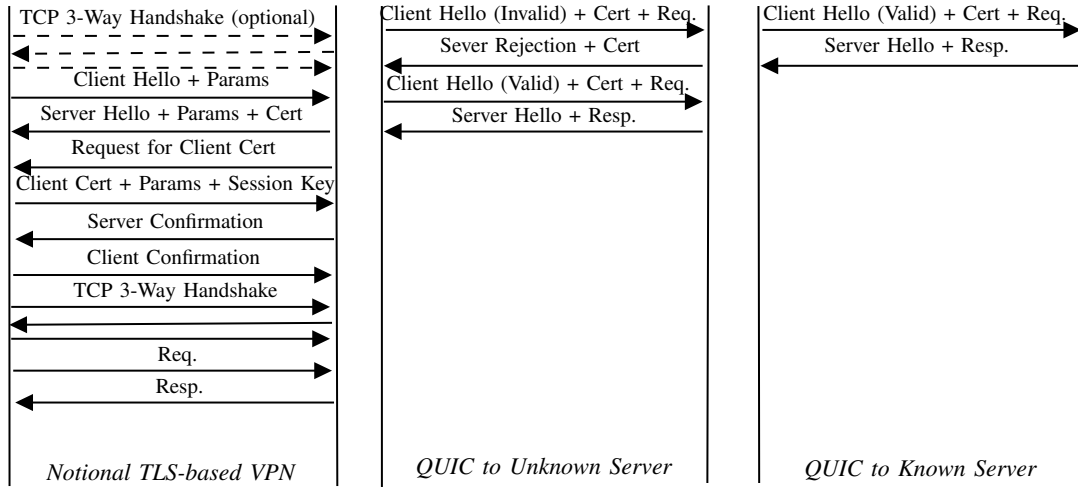 TCP 3-Way Handshake (optional)
Client Hello + Params
Server Hello + Params + Cert
Request for Client Cert
Client Cert + Params + Session Key
Server Confirmation
Client Confirmation
TCP 3-Way Handshake
Req.
Resp.
Notional TLS-based VPN
Client Hello (Invalid) + Cert + Req.
Sever Rejection + Cert
Client Hello (Valid) + Cert + Req.
Server Hello + Resp.
QUIC to Unknown Server
Client Hello (Valid) + Cert + Req.
Server Hello + Resp.
QUIC to Known Server